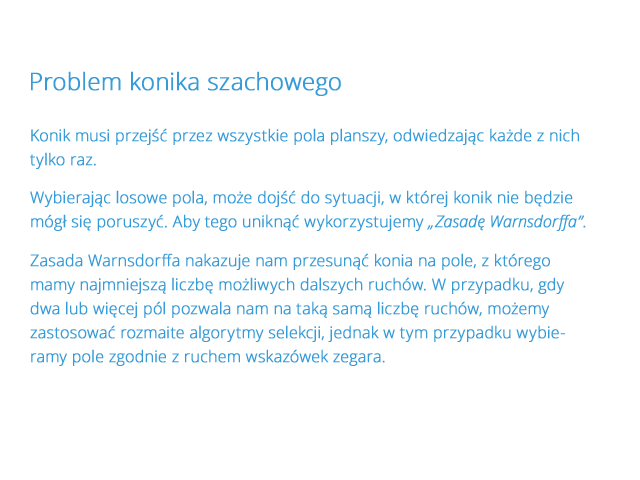 Problem konika szachowego
Konik musi przejść przez wszystkie pola planszy, odwiedzając każde z nich
tylko raz.
Wybierając losowe pola, może dojść do sytuacji, w której konik nie będzie
mógł się poruszyć. Aby tego uniknąć wykorzystujemy „Zasadę Warnsdorffa”.
Zasada Warnsdorffa nakazuje nam przesunąć konia na pole, z którego
mamy najmniejszą liczbę możliwych dalszych ruchów. W przypadku, gdy
dwa lub więcej pól pozwala nam na taką samą liczbę ruchów, możemy
zastosować rozmaite algorytmy selekcji, jednak w tym przypadku wybie-
ramy pole zgodnie z ruchem wskazówek zegara.